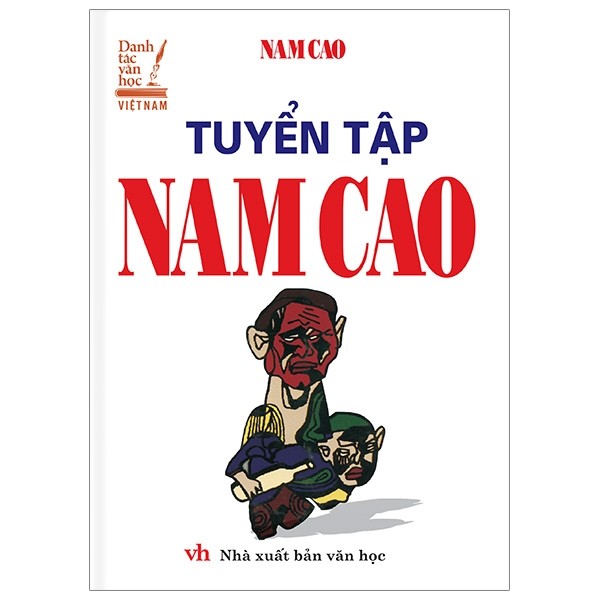 Danh
tác
văn
học
VIỆT NAM
NAM CAO
TUYỂN TẬP
NAM CAO
vh Nhà xuất bản văn học